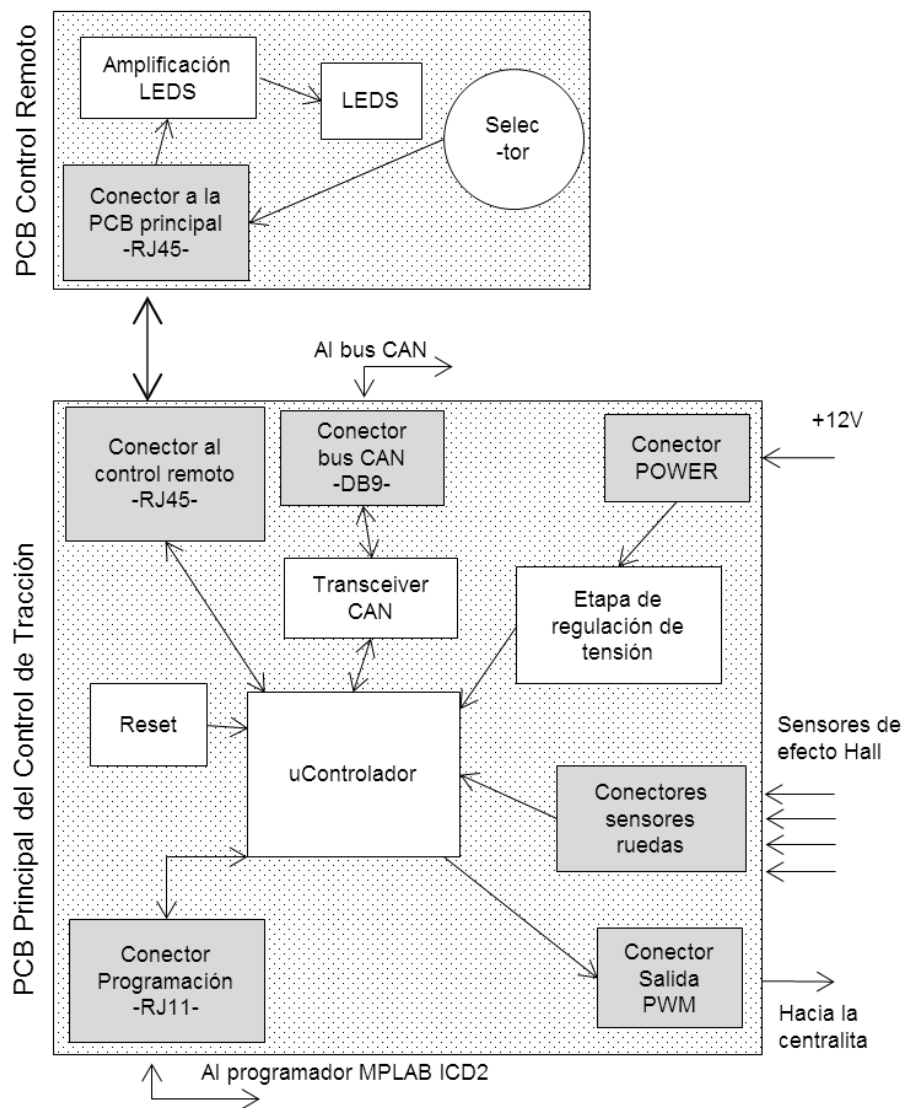 PCB Control Remoto
Amplificación
LEDS
LEDS
Selec
-tor
Conector a la
PCB principal
-RJ45-
Al bus CAN
PCB Principal del Control de Tracción
Conector al
control remoto
-RJ45-
Conector
bus CAN
-DB9-
Conector
POWER
+12V
Transceiver
CAN
Etapa de
regulación de
tensión
Reset
uControlador
Sensores de
efecto Hall
Conectores
sensores
ruedas
Conector
Programación
-RJ11-
Conector
Salida
PWM
Hacia la
centralita
Al programador MPLAB ICD2